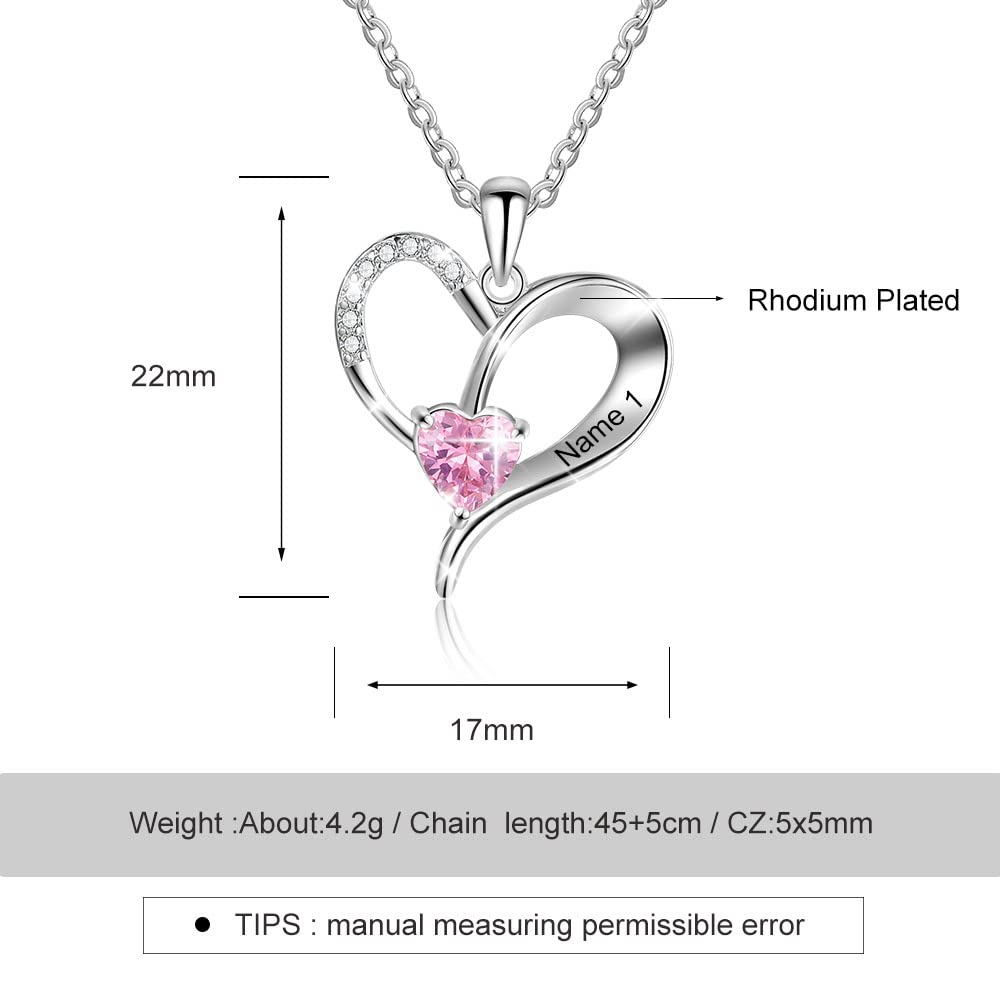 Rhodium Plated
22mm
Name 1
17mm
Weight :About:4.2g / Chain  length:45+5cm / CZ:5x5mm
● TIPS : manual measuring permissible error